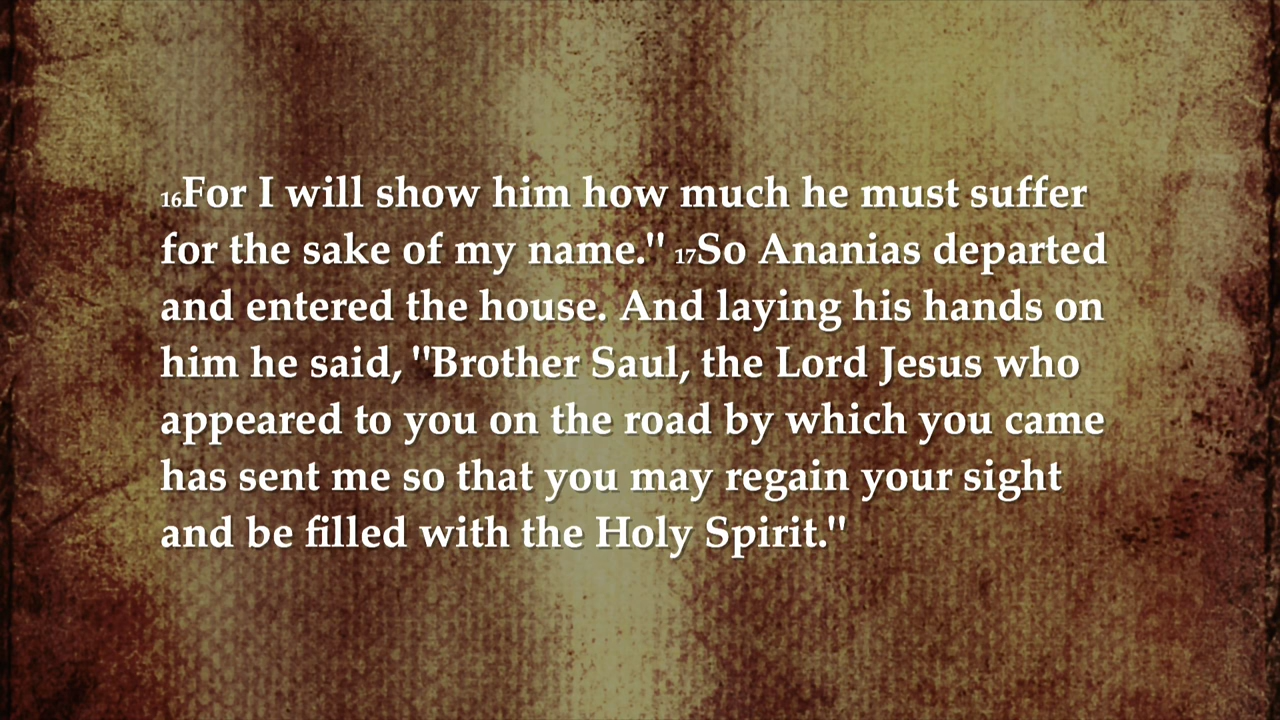 16For I will show him how much he must suffer
for the sake of my name." 17So Ananias departed
and entered the house. And laying his hands on
him he said, "Brother Saul, the Lord Jesus who
appeared to you on the road by which you came
has sent me so that you may regain your sight
and be filled with the Holy Spirit."